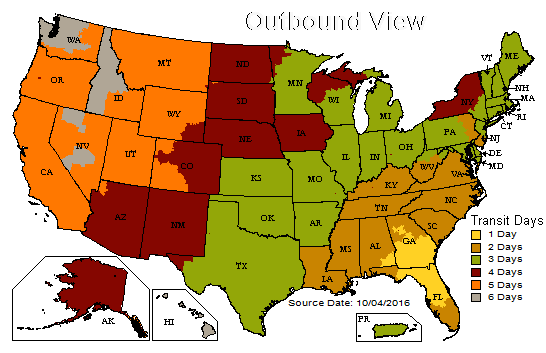 Outbound View
WA
MT
ND
MN
VT
ME
OR
ID
WY
SD
WI
MI
NY
NH
MA
RI
CT
NV
UT
CO
NE
IA
IL
IN
OH
PA
NJ
DE
MD
CA
KS
MO
KY
WV
VA
AZ
NM
OK
AR
TN
NC
TX
LA
MS
AL
GA
SC
FL
Transit Days
1 Day
2 Days
3 Days
4 Days
5 Days
6 Days
Source Date: 10/04/2016
AK
HI
PR